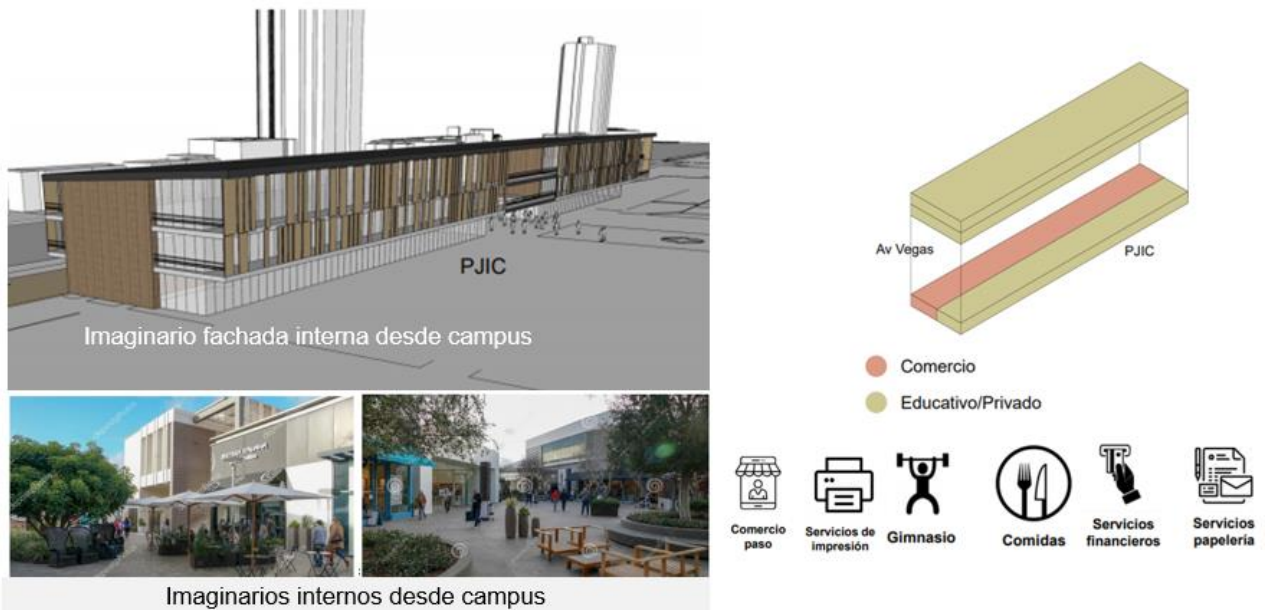 PJIC
Imaginario fachada interna desde campus
Imaginarios internos desde campus
Av Vegas
PJIC
Comercio
Educativo/Privado
Comercio
paso
Servicios de
impresión
Gimnasio
Comidas
Servicios
financieros
Servicios
papelería